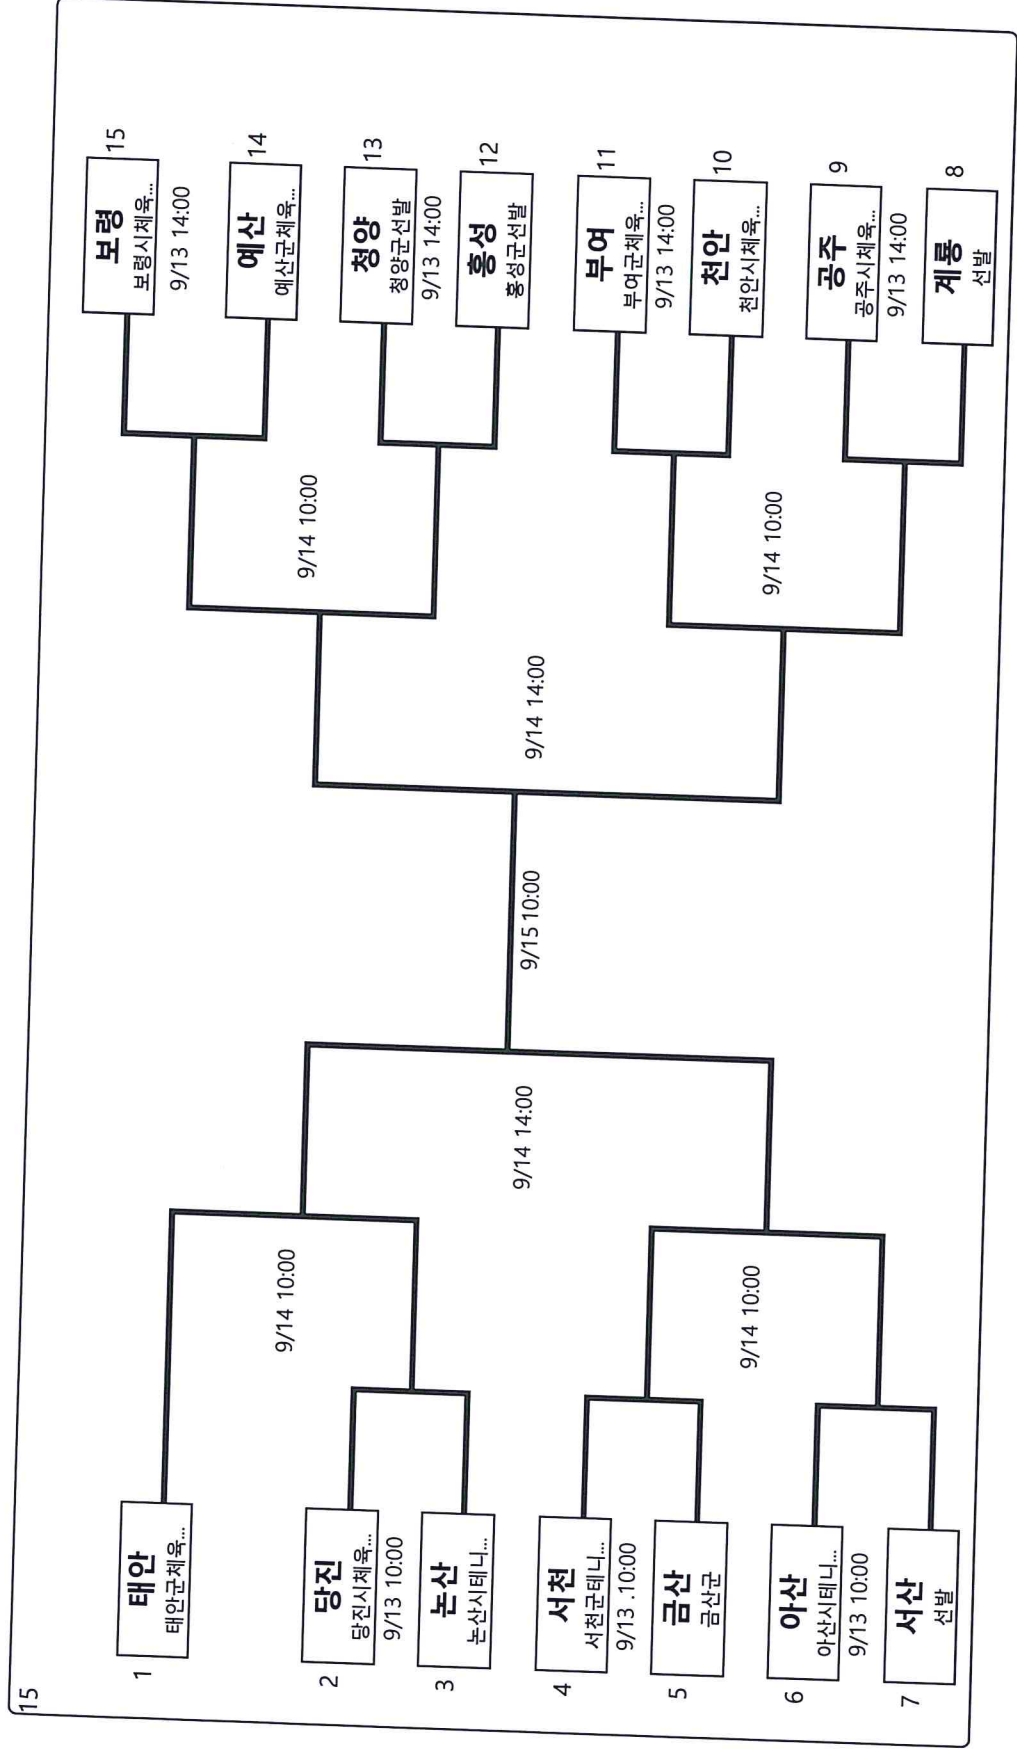 15
1
태안
태안군체육...
9/14 10:00
2
당진
당진시체육...
9/13 10:00
3
논산
논산시테니...
9/14 14:00
4
서천
서천군테니...
9/13 . 10:00
5
금산
금산군
9/14 10:00
6
아산
아산시테니...
9/13 10:00
7
서산
선발
9/15 10:00
보령
보령시체육...
15
9/13 14:00
9/14 10:00
예산
예산군체육...
14
청양
청양군선발
13
9/13 14:00
홍성
홍성군선발
12
9/14 14:00
부여
부여군체육...
11
9/13 14:00
천안
천안시체육...
10
9/14 10:00
공주
공주시체육...
9
9/13 14:00
계룡
선발
8